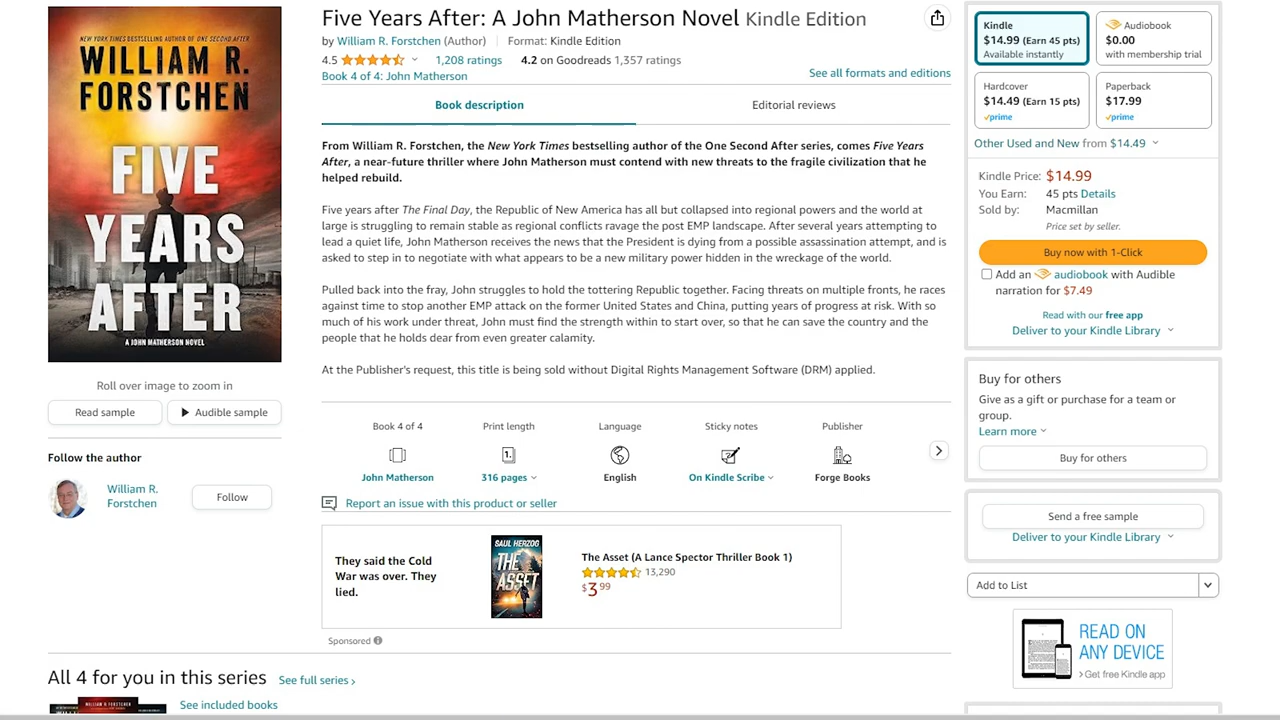 NEW YORK TIMES BESTSELLING AUTHOR OF ONE SECOND AFTER
WILLIAM R.
FORSTCHEN
FIVE
YEARS
AFTER
A JOHN MATHERSON NOVEL
Roll over image to zoom in
Read sample
Audible sample
Follow the author
William R.
Forstchen
Follow
Five Years After: A John Matherson Novel Kindle Edition
by William R. Forstchen (Author) | Format: Kindle Edition
4.5 1,208 ratings 4.2 on Goodreads 1,357 ratings
Book 4 of 4: John Matherson
See all formats and editions
Book description
Editorial reviews
From William R. Forstchen, the New York Times bestselling author of the One Second After series, comes Five Years
After, a near-future thriller where John Matherson must contend with new threats to the fragile civilization that he
helped rebuild.
Five years after The Final Day, the Republic of New America has all but collapsed into regional powers and the world at
large is struggling to remain stable as regional conflicts ravage the post EMP landscape. After several years attempting to
lead a quiet life, John Matherson receives the news that the President is dying from a possible assassination attempt, and is
asked to step in to negotiate with what appears to be a new military power hidden in the wreckage of the world.
Pulled back into the fray, John struggles to hold the tottering Republic together. Facing threats on multiple fronts, he races
against time to stop another EMP attack on the former United States and China, putting years of progress at risk. With so
much of his work under threat, John must find the strength within to start over, so that he can save the country and the
people that he holds dear from even greater calamity.
At the Publisher's request, this title is being sold without Digital Rights Management Software (DRM) applied.
Book 4 of 4
John Matherson
Print length
1.
316 pages
Language
English
Sticky notes
On Kindle Scribe
Publisher
Forge Books
Report an issue with this product or seller
They said the Cold
War was over. They
lied.
SAUL HERZOG
THE
ASSET
The Asset (A Lance Spector Thriller Book 1)
13,290
$3 99
Sponsored
Kindle
$14.99 (Earn 45 pts)
Available instantly
Audiobook
$0.00
with membership trial
Hardcover
$14.49 (Earn 15 pts)
prime
Paperback
$17.99
prime
Other Used and New from $14.49
Kindle Price: $14.99
You Earn: 45 pts Details
Sold by: Macmillan
Price set by seller.
Buy now with 1-Click
Add an audiobook with Audible
narration for $7.49
Read with our free app
Deliver to your Kindle Library
Buy for others
Give as a gift or purchase for a team or
group.
Learn more
Buy for others
Send a free sample
Deliver to your Kindle Library
Add to List
READ ON
ANY DEVICE
› Get free Kindle app
All 4 for you in this series See full series ›
See included books